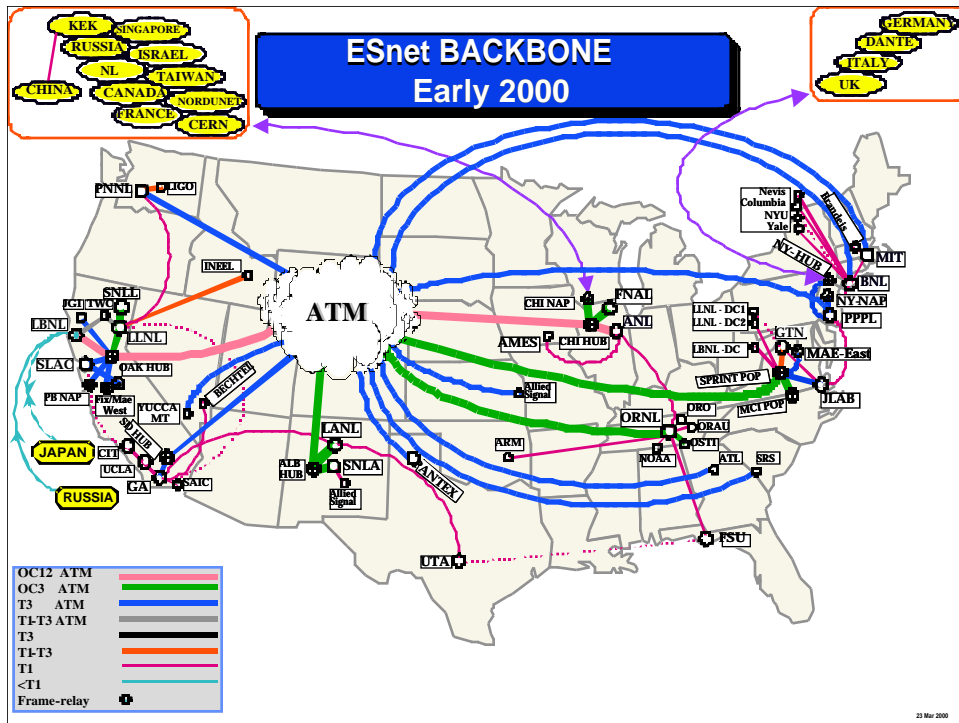 ESnet BACKBONE
Early 2000
KEK
SINGAPORE
RUSSIA
ISRAEL
NL
TAIWAN
CHINA
CANADA
NORDUNET
FRANCE
CERN
GERMANY
DANTE
ITALY
UK
PNNL
LIGO
INEEL
ATM
SNLL
JGI
TWC
LBNL
LLNL
SLAC
OAK HUB
PB NAP
Fix/Mae
West
YUCCA
MT
BECHTEL
SD HUB
CIT
UCLA
GA
SAIC
JAPAN
RUSSIA
LANL
ALB
HUB
SNLA
Allied
Signal
PANTEX
UTA
CHI NAP
FNAL
ANL
AMES
CHI HUB
Allied
Signal
ARM
ORNL
NOAA
ORO
ORAU
OSTI
ATL
SRS
FSU
Nevis
Columbia
NYU
Yale
Brandeis
NY-HUB
MIT
BNL
NY-NAP
PPPL
LLNL - DC1
LLNL - DC2
LBNL -DC
GTN
MAE-East
SPRINT POP
MCI POP
JLAB
OC12 ATM
OC3 ATM
T3 ATM
T1-T3 ATM
T3
T1-T3
T1
<T1
Frame-relay
23 Mar 2000